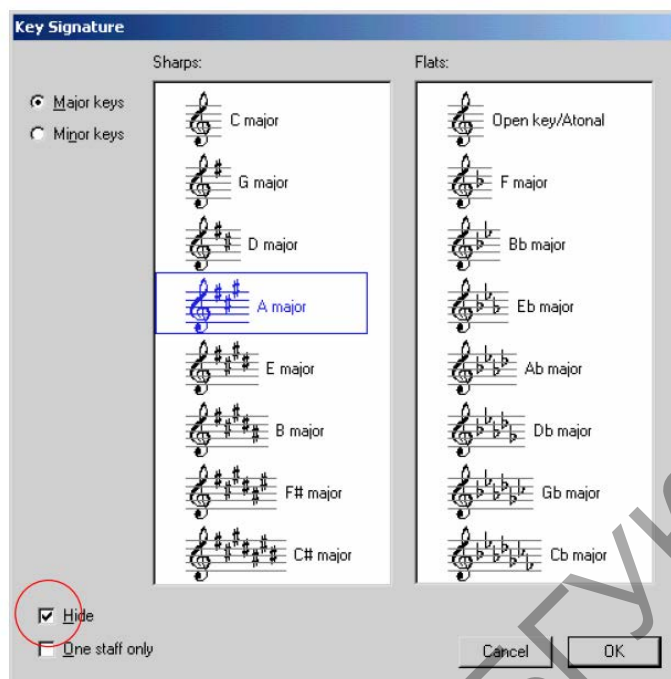 Key Signature
Sharps:
Flats:
Major keys
Minor keys
C major
G major
D major
A major
E major
B major
F# major
C# major
Open key/Atonal
F major
Bb major
Eb major
Ab major
Db major
Gb major
Cb major
Hide
One staff only
Cancel
OK